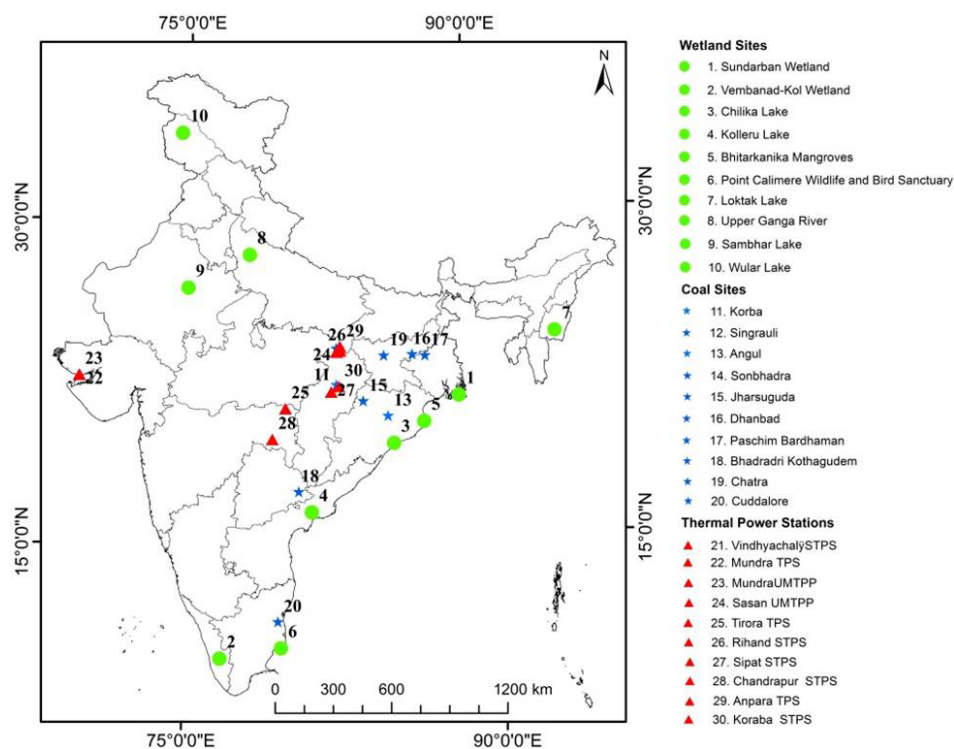 75°0'0"E
90°0'0"E
N
30°0'0"N
30°0'0"N
15°0'0"N
15°0'0"N
10
8
9
7
29
26
24
19
16
17
23
22
11
30
27
15
25
13
1
5
28
3
18
4
20
6
2
0
300
600
1200 km
75°0'0"E
90°0'0"E
Wetland Sites
1. Sundarban Wetland
2. Vembanad-Kol Wetland
3. Chilika Lake
4. Kolleru Lake
5. Bhitarkanika Mangroves
6. Point Calimere Wildlife and Bird Sanctuary
7. Loktak Lake
8. Upper Ganga River
9. Sambhar Lake
10. Wular Lake
Coal Sites
11. Korba
12. Singrauli
13. Angul
14. Sonbhadra
15. Jharsuguda
16. Dhanbad
17. Paschim Bardhaman
18. Bhadradri Kothagudem
19. Chatra
20. Cuddalore
Thermal Power Stations
21. VindhyachalÿSTPS
22. Mundra TPS
23. MundraUMTPP
24. Sasan UMTPP
25. Tirora TPS
26. Rihand STPS
27. Sipat STPS
28. Chandrapur STPS
29. Anpara TPS
30. Koraba STPS